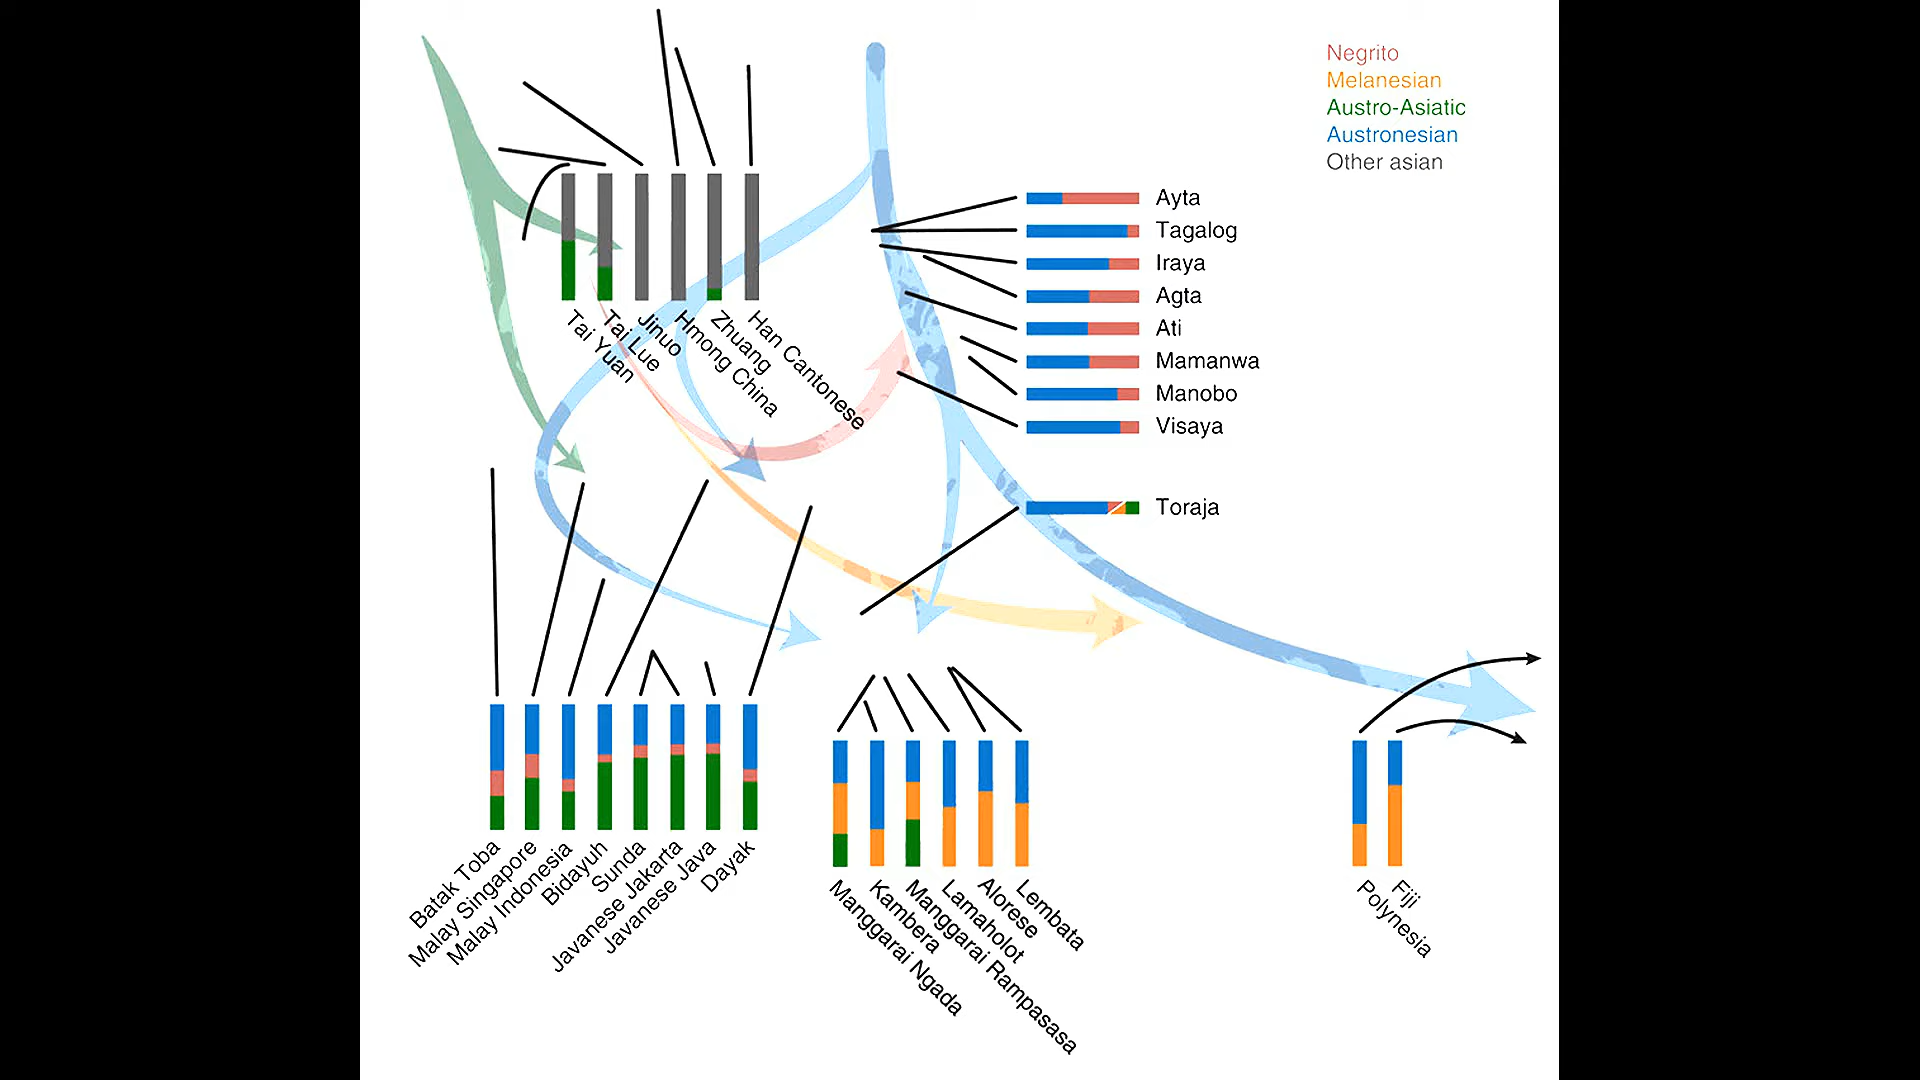 Negrito
Melanesian
Austro-Asiatic
Austronesian
Other asian
Ayta
Tagalog
Iraya
Agta
Ati
Mamanwa
Manobo
Visaya
Toraja
Tai Yuan
Tai Lue
Jinuo
Hmong China
Zhuang
Han Cantonese
Batak Toba
Malay Singapore
Malay Indonesia
Bidayuh
Sunda
Javanese Jakarta
Javanese Java
Dayak
Manggarai Ngada
Kambera
Manggarai Rampasasa
Lamaholot
Alorese
Lembata
Polynesia
Fiji